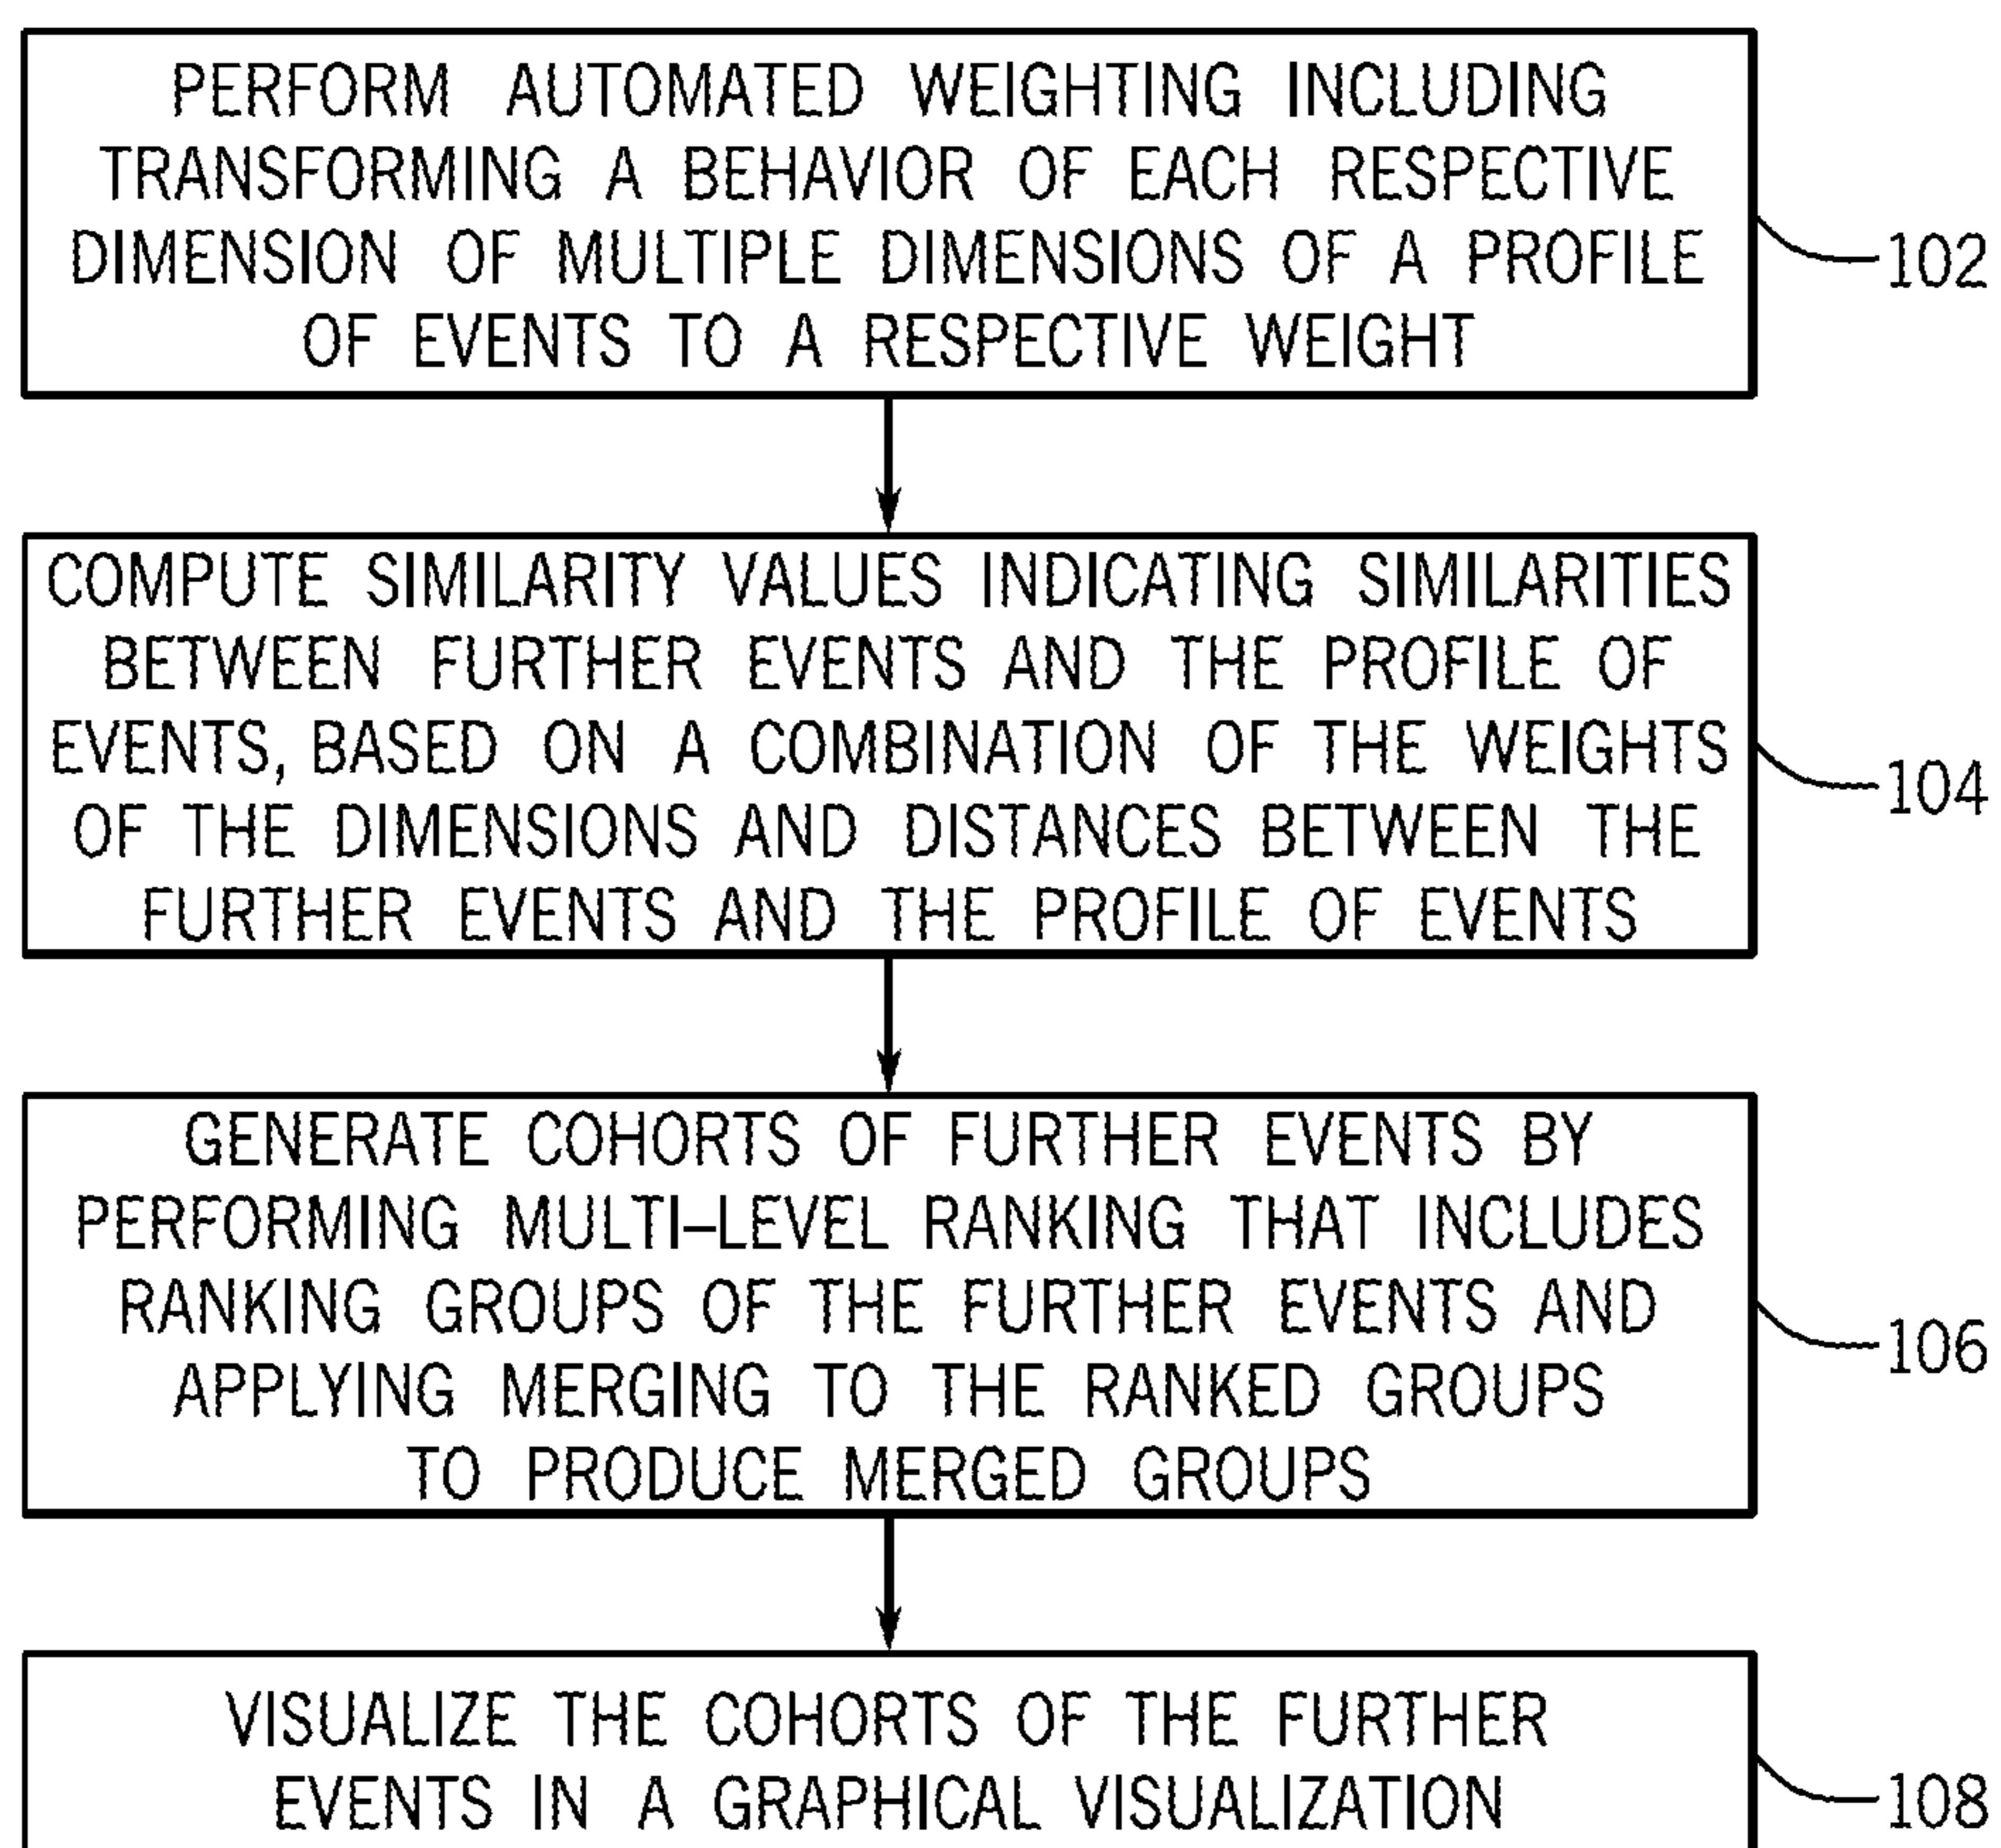 PERFORM AUTOMATED WEIGHTING INCLUDING
TRANSFORMING A BEHAVIOR OF EACH RESPECTIVE
DIMENSION OF MULTIPLE DIMENSIONS OF A PROFILE
OF EVENTS TO A RESPECTIVE WEIGHT
102
COMPUTE SIMILARITY VALUES INDICATING SIMILARITIES
BETWEEN FURTHER EVENTS AND THE PROFILE OF
EVENTS, BASED ON A COMBINATION OF THE WEIGHTS
OF THE DIMENSIONS AND DISTANCES BETWEEN THE
FURTHER EVENTS AND THE PROFILE OF EVENTS
104
GENERATE COHORTS OF FURTHER EVENTS BY
PERFORMING MULTI–LEVEL RANKING THAT INCLUDES
RANKING GROUPS OF THE FURTHER EVENTS AND
APPLYING MERGING TO THE RANKED GROUPS
TO PRODUCE MERGED GROUPS
106
VISUALIZE THE COHORTS OF THE FURTHER
EVENTS IN A GRAPHICAL VISUALIZATION
108